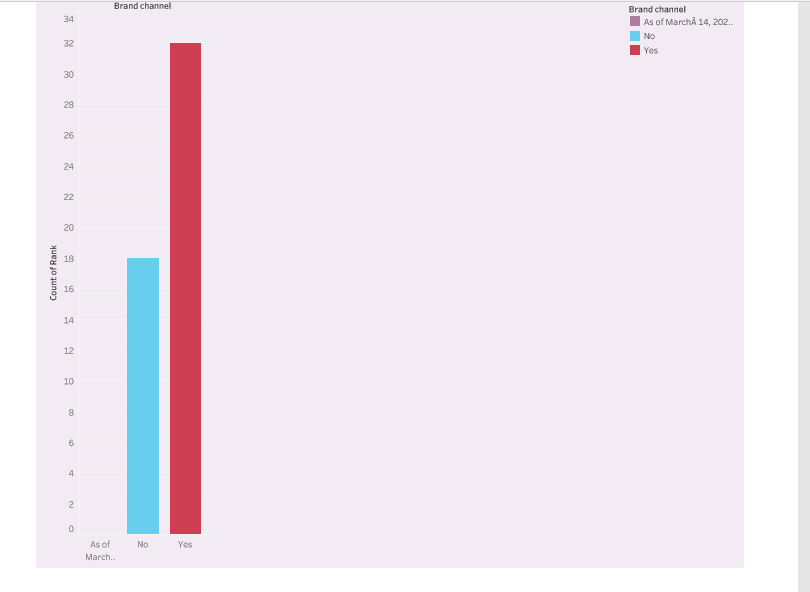 Brand channel
34
32
30
28
26
24
22
20
18
16
14
12
10
8
6
4
2
0
Count of Rank
As of
March..
No
Yes
Brand channel
As of MarchÂ 14, 202..
No
Yes